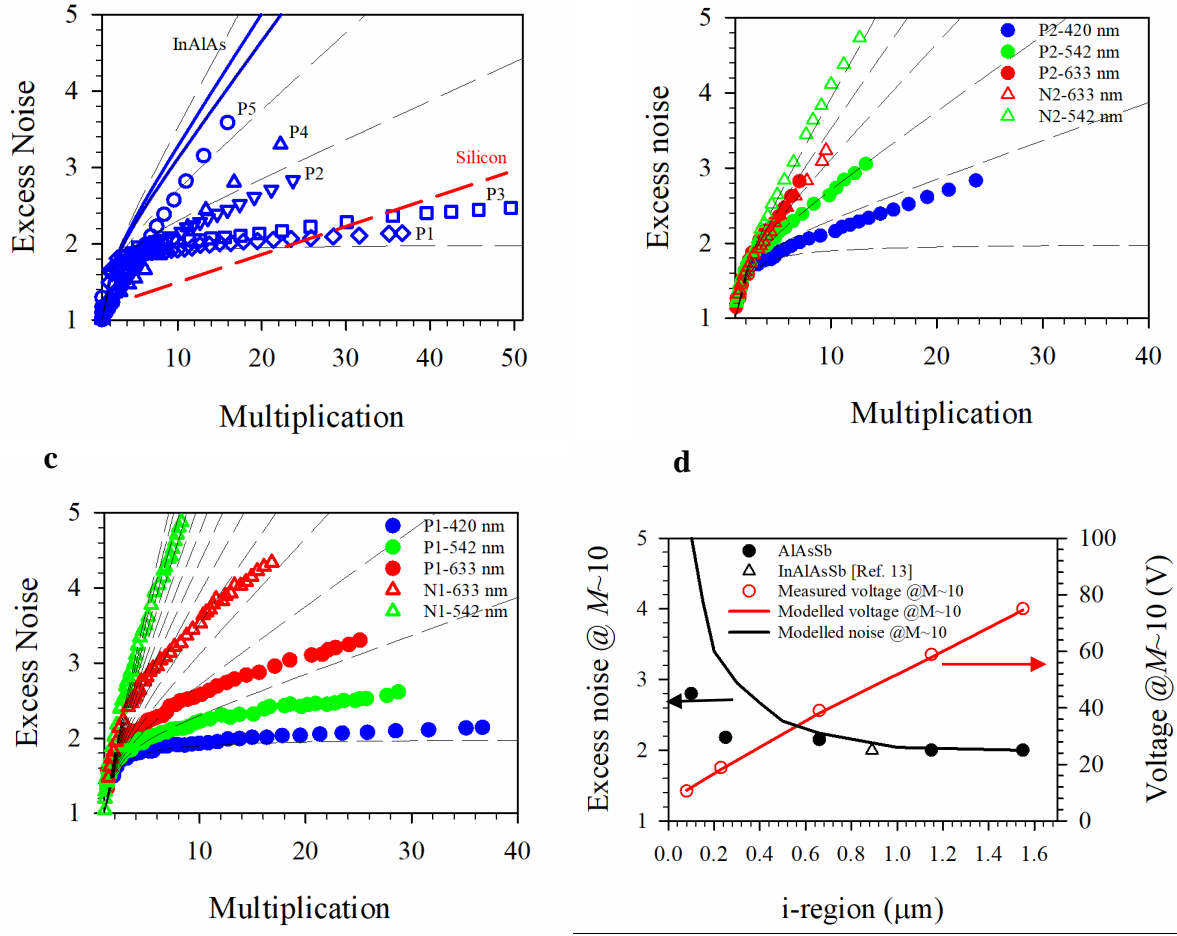 5
4
3
2
1
Excess Noise
InAlAs
P5
P4
P2
Silicon
P3
P1
10
20
30
40
50
Multiplication
5
4
3
2
1
Excess noise
P2-420 nm
P2-542 nm
P2-633 nm
N2-633 nm
N2-542 nm
10
20
30
40
Multiplication
c
5
4
3
2
1
Excess Noise
P1-420 nm
P1-542 nm
P1-633 nm
N1-633 nm
N1-542 nm
10
20
30
40
Multiplication
d
5
4
3
2
1
Excess noise @ M~10
AlAsSb
InAlAsSb [Ref. 13]
Measured voltage @M~10
Modelled voltage @M~10
Modelled noise @M~10
100
80
60
40
20
0
Voltage @M~10 (V)
0.0 0.2 0.4 0.6 0.8 1.0 1.2 1.4 1.6
i-region (μm)